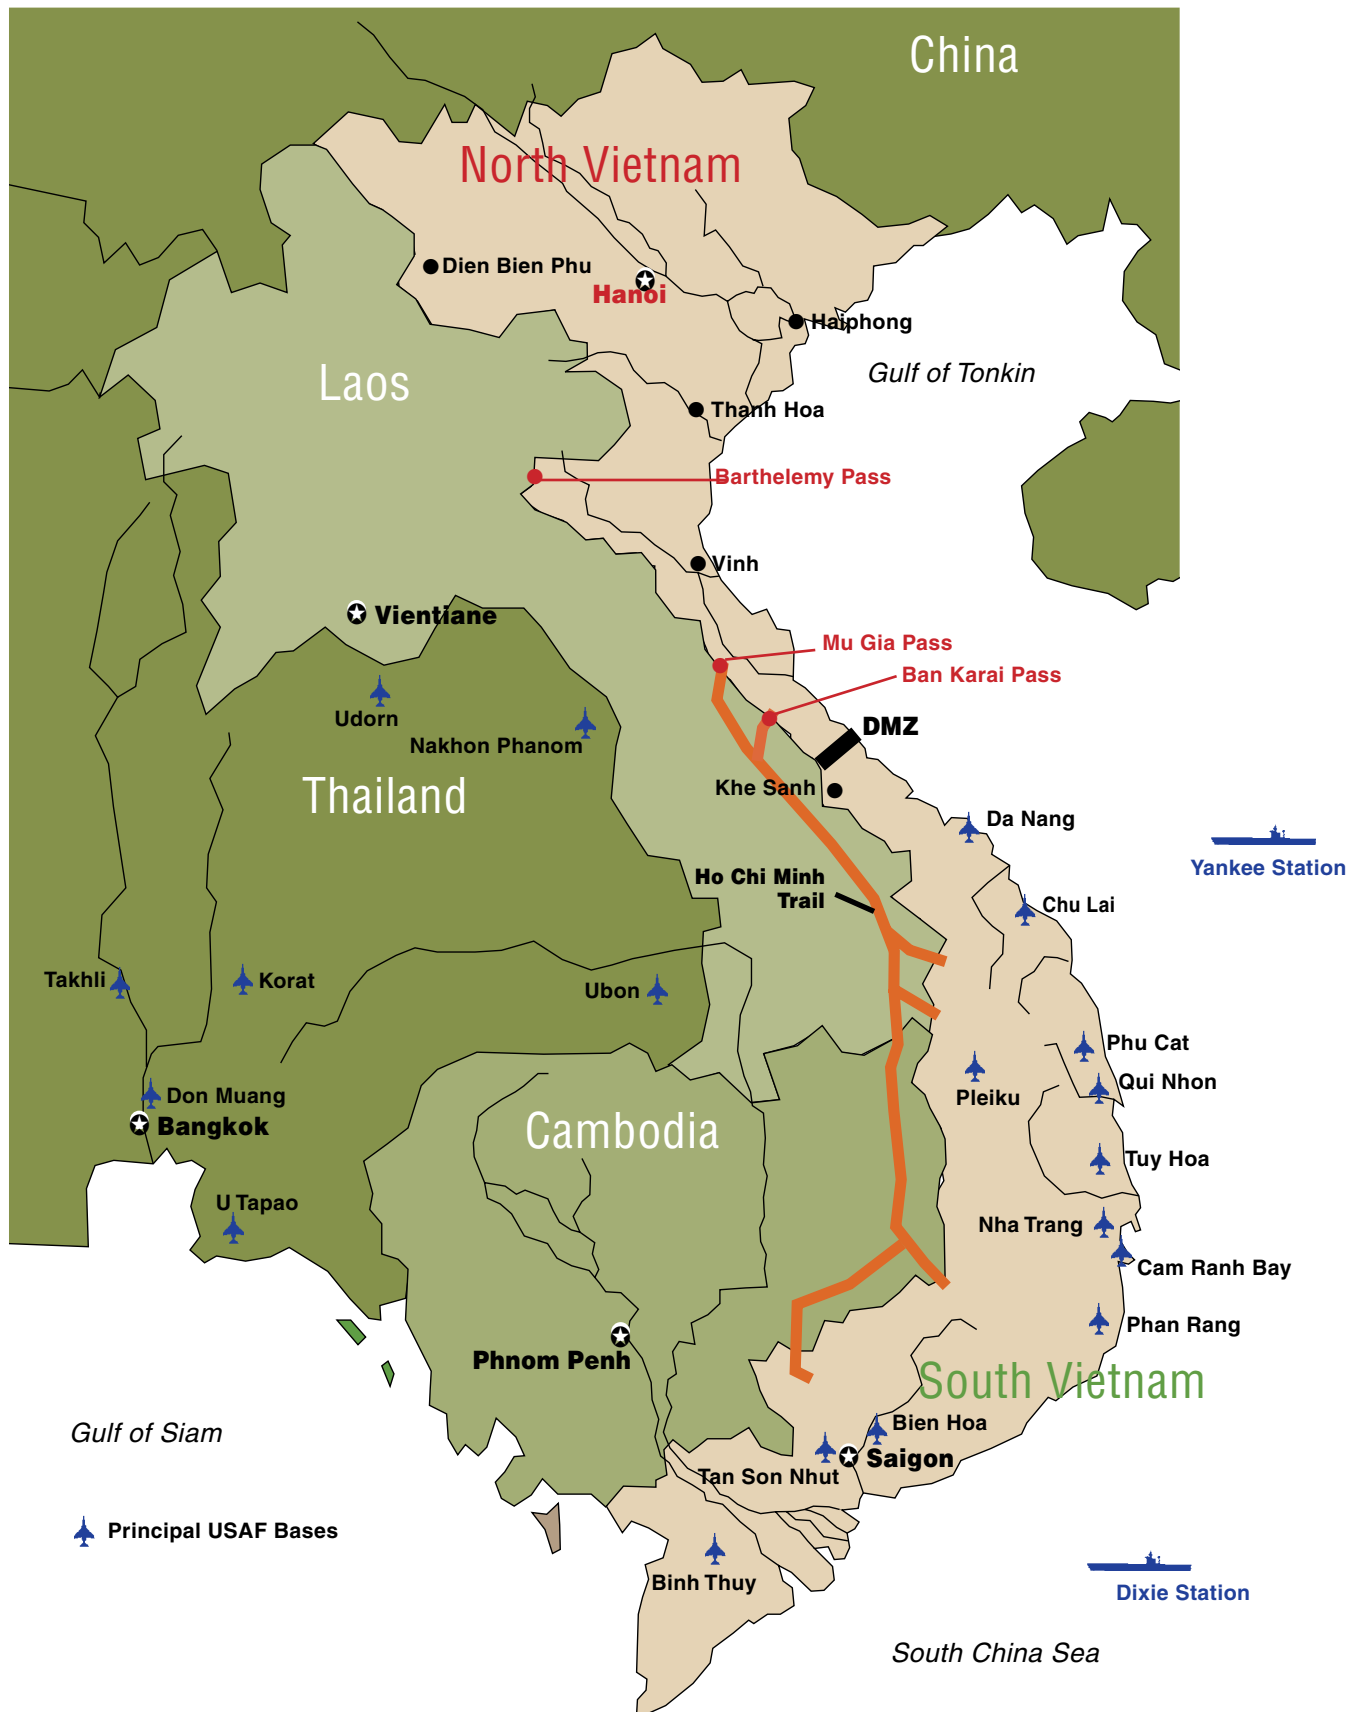 China
North Vietnam
Dien Bien Phu
Hanoi
Haiphong
Gulf of Tonkin
Laos
Thanh Hoa
Barthelemy Pass
Vinh
Vientiane
Mu Gia Pass
Ban Karai Pass
Udorn
DMZ
Nakhon Phanom
Khe Sanh
Thailand
Da Nang
Yankee Station
Ho Chi Minh
Trail
Chu Lai
Takhli
Korat
Ubon
Phu Cat
Qui Nhon
Don Muang
Pleiku
Bangkok
Cambodia
Tuy Hoa
U Tapao
Nha Trang
Cam Ranh Bay
Phan Rang
Phnom Penh
South Vietnam
Gulf of Siam
Bien Hoa
Saigon
Tan Son Nhut
Principal USAF Bases
Binh Thuy
Dixie Station
South China Sea